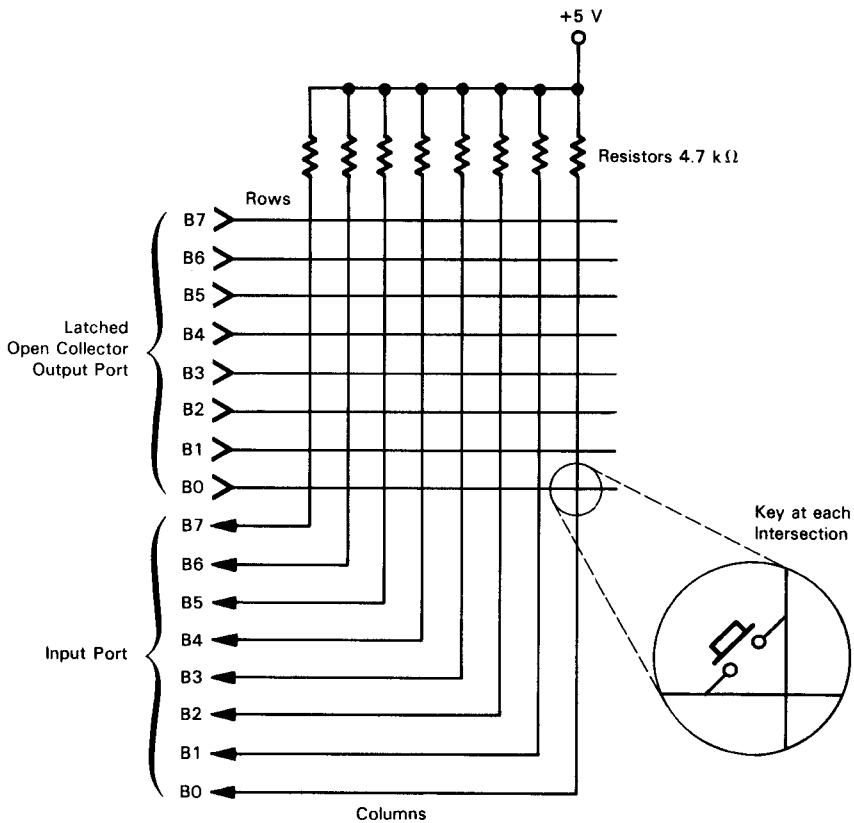 +5 V
Resistors 4.7 kΩ
Rows
B7
B6
B5
B4
B3
B2
B1
B0
Latched
Open Collector
Output Port
B7
B6
B5
B4
B3
B2
B1
B0
Input Port
Key at each
Intersection
Columns